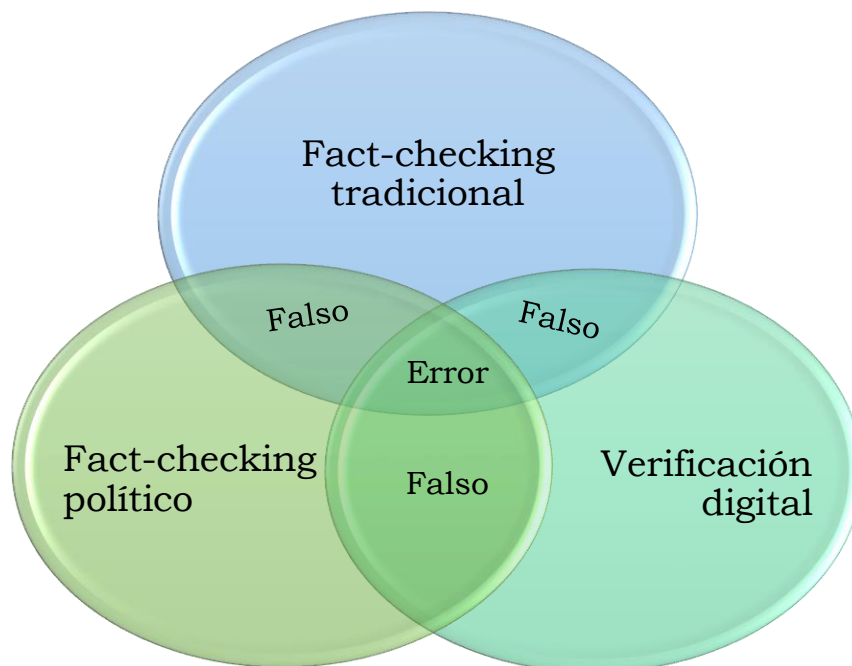 Fact-checking
tradicional
Falso
Falso
Error
Fact-checking
político
Falso
Verificación
digital